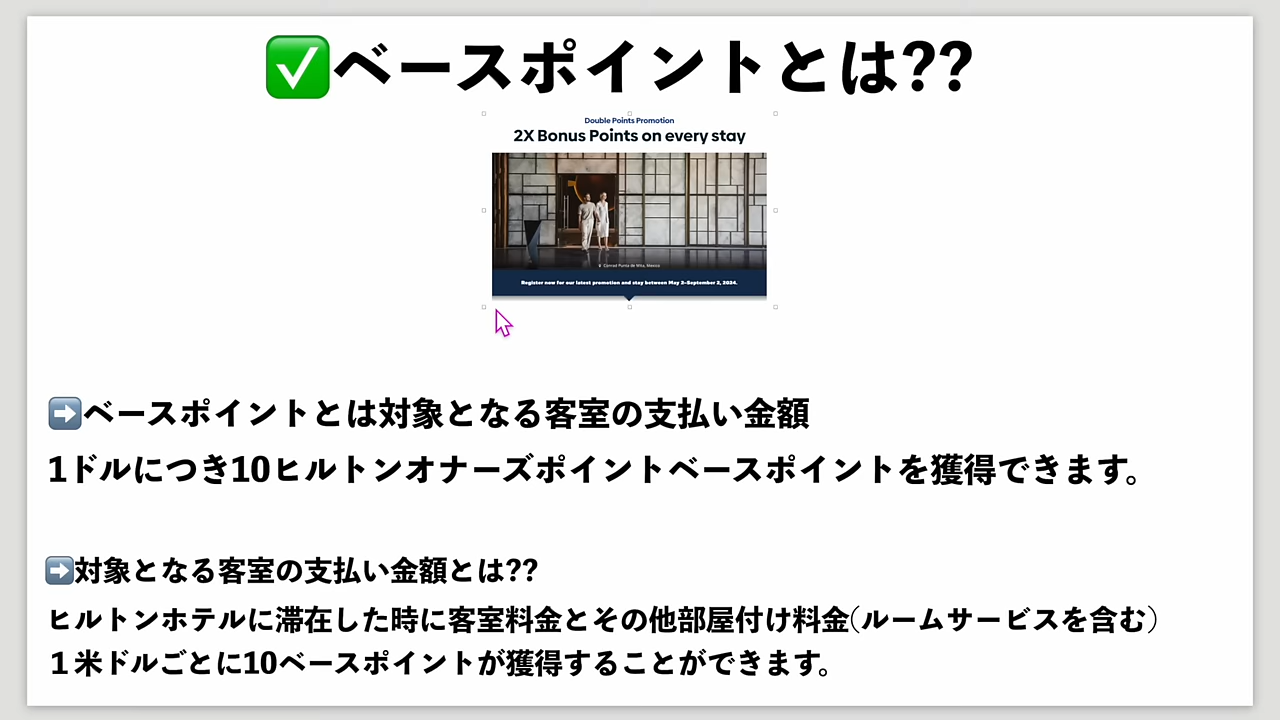 ✅ベースポイントとは??
Double Points Promotion
2X Bonus Points on every stay
Conrad Punta de Mita, Mexico
Register now for our latest promotion and stay between May 2-September 2, 2024.
➡️ベースポイントとは対象となる客室の支払い金額
1ドルにつき10ヒルトンオナーズポイントベースポイントを獲得できます。
➡️対象となる客室の支払い金額とは??
ヒルトンホテルに滞在した時に客室料金とその他部屋付け料金(ルームサービスを含む)
１米ドルごとに10ベースポイントが獲得することができます。